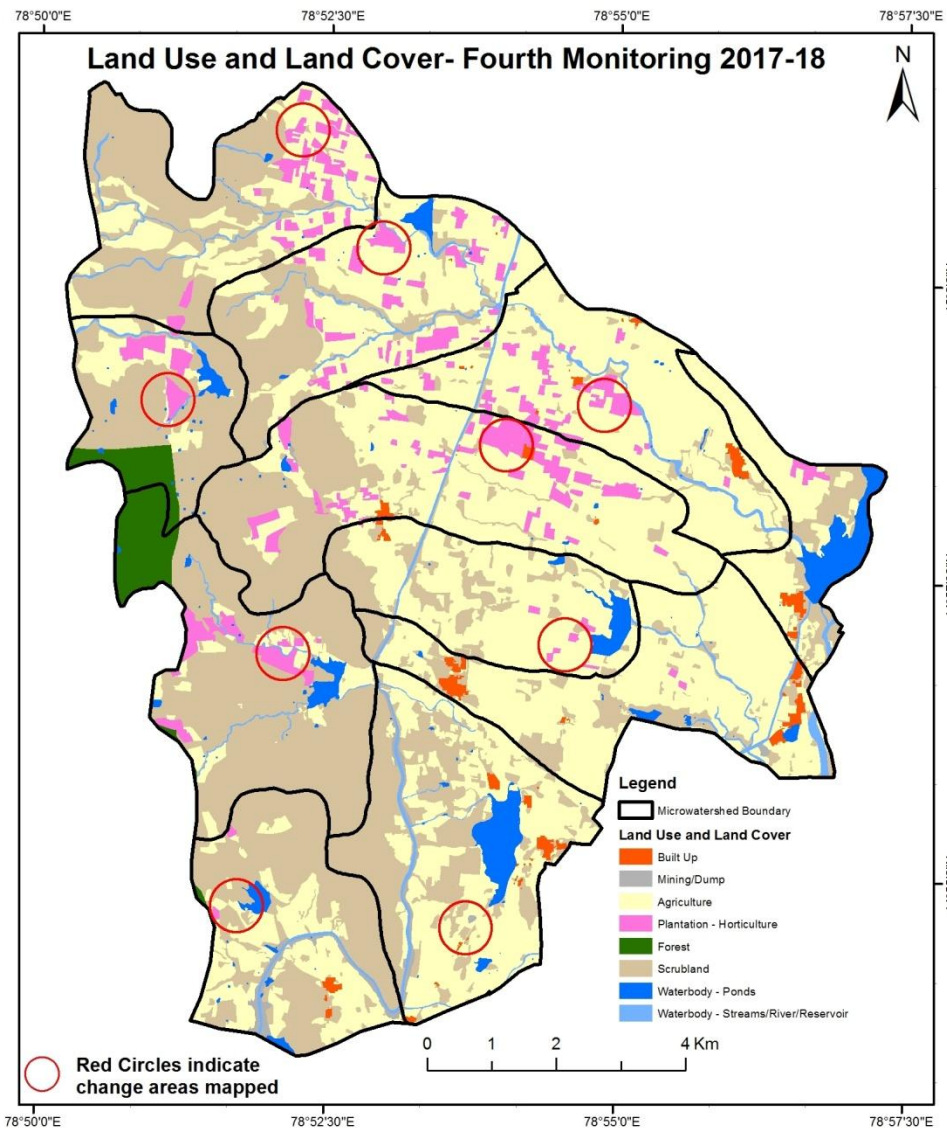 78°50'0"E 78°52'30"E 78°55'0"E 78°57'30"E
Land Use and Land Cover- Fourth Monitoring 2017-18
N
Legend
Microwatershed Boundary
Land Use and Land Cover
Built Up
Mining/Dump
Agriculture
Plantation - Horticulture
Forest
Scrubland
Waterbody - Ponds
Waterbody - Streams/River/Reservoir
0 1 2 4 Km
Red Circles indicate
change areas mapped
78°50'0"E 78°52'30"E 78°55'0"E 78°57'30"E